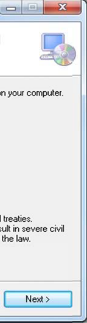 on your computer.
treaties.
sult in severe civil
the law.
Next >